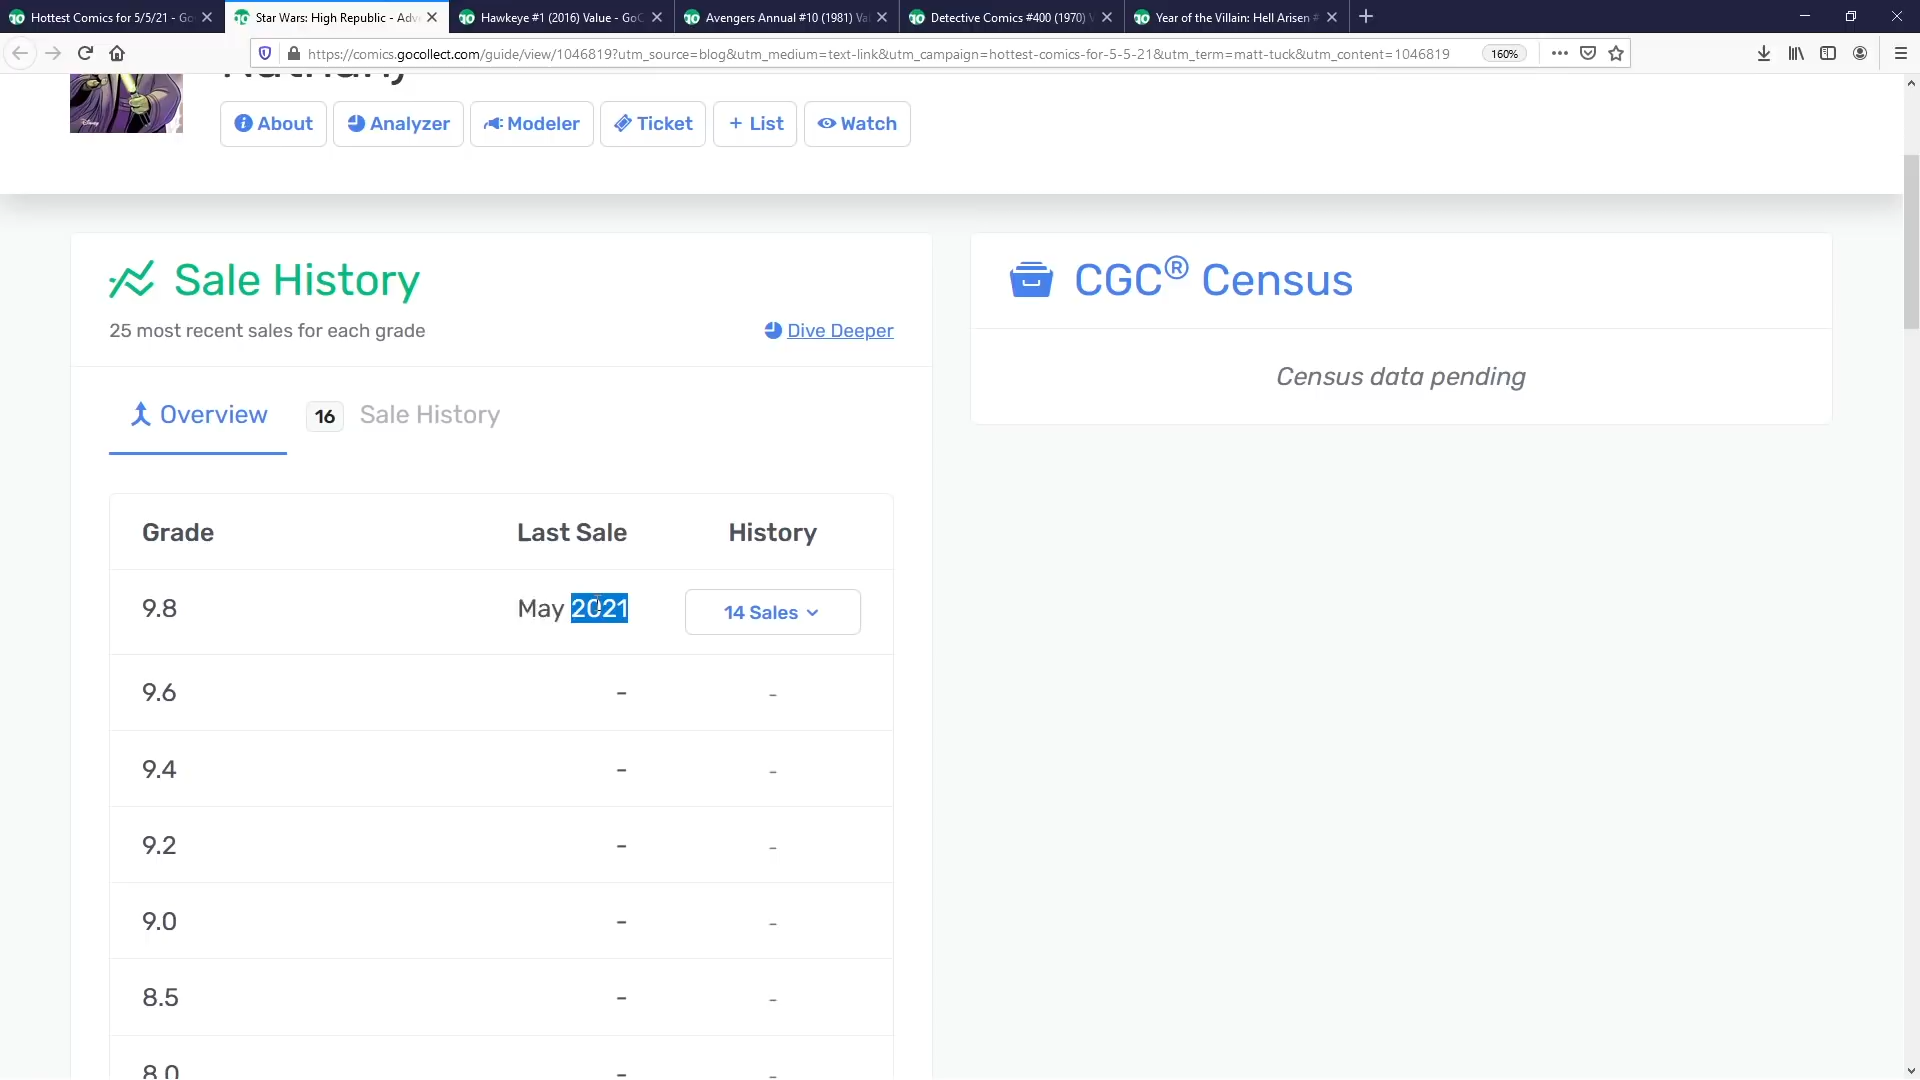 Hottest Comics for 5/5/21 - Go
Star Wars: High Republic - Adve
Hawkeye #1 (2016) Value - GoC
Avengers Annual #10 (1981) Va
Detective Comics #400 (1970) V
Year of the Villain: Hell Arisen #
https://comics.gocollect.com/guide/view/1046819?utm_source=blog&utm_medium=text-link&utm_campaign=hottest-comics-for-5-5-21&utm_term=matt-tuck&utm_content=1046819
160%
About
Analyzer
Modeler
Ticket
+ List
Watch
Sale History
25 most recent sales for each grade
Dive Deeper
CGC® Census
Census data pending
Overview
16 Sale History
Grade Last Sale History
9.8 May 2021 14 Sales
9.6 - -
9.4 - -
9.2 - -
9.0 - -
8.5 - -
8.0 - -